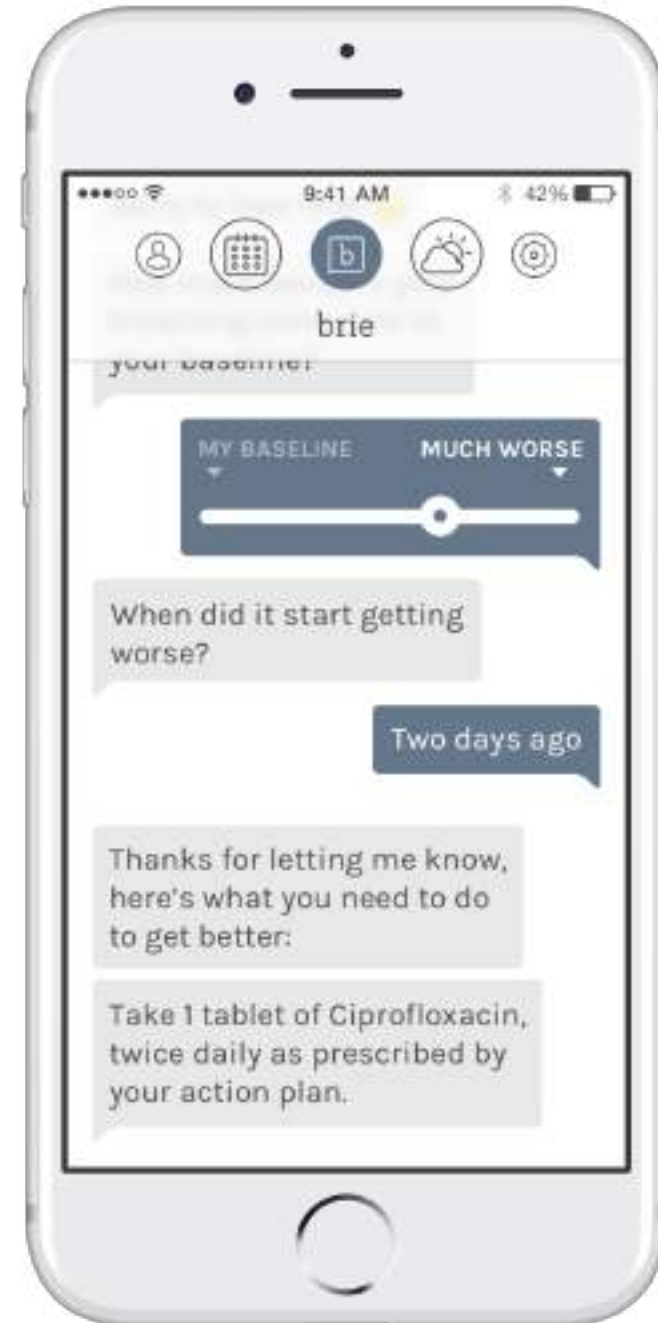 9:41 AM
42%
b
brie
your baseline?
MY BASELINE
MUCH WORSE
When did it start getting
worse?
Two days ago
Thanks for letting me know,
here's what you need to do
to get better:
Take 1 tablet of Ciprofloxacin,
twice daily as prescribed by
your action plan.